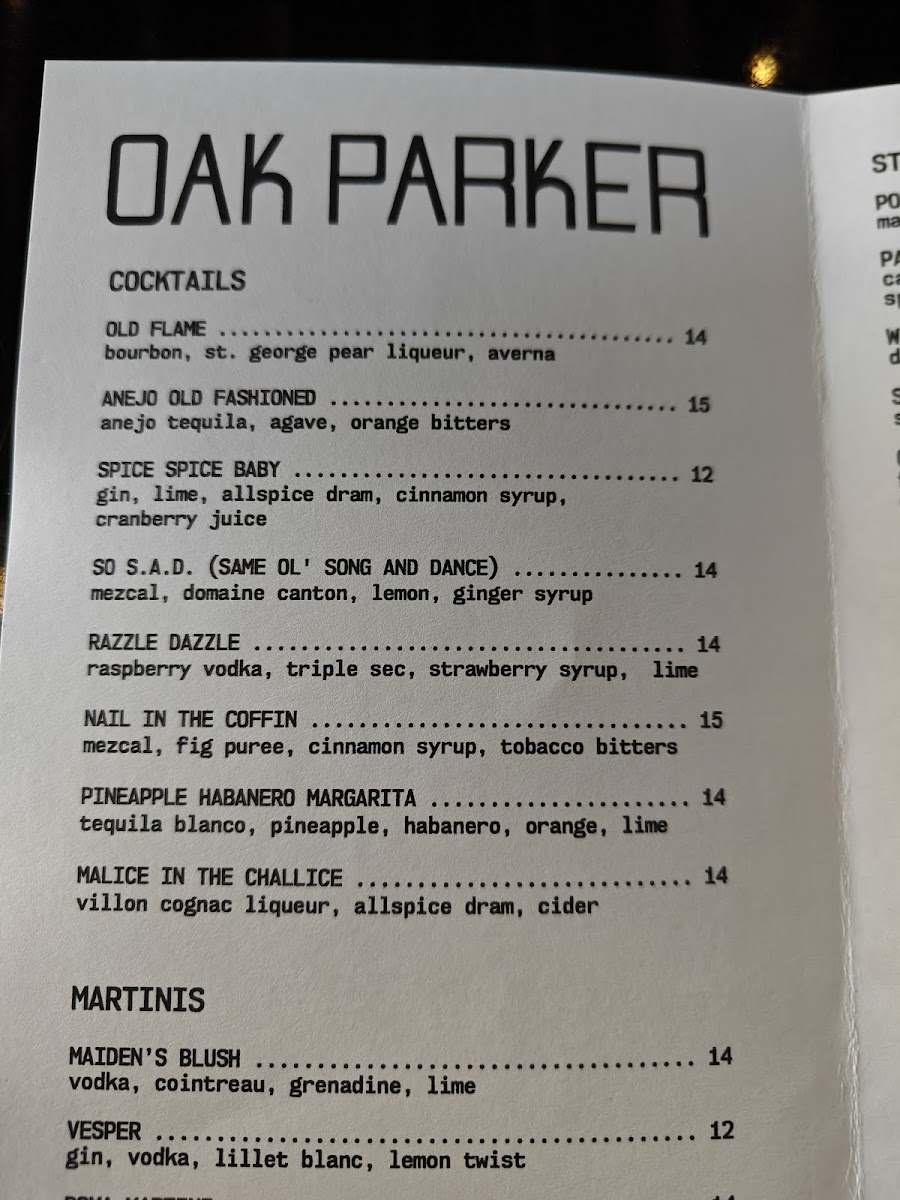 OAK PARKER
COCKTAILS
OLD FLAME ....................................... 14
bourbon, st. george pear liqueur, averna
ANEJO OLD FASHIONED .............................. 15
anejo tequila, agave, orange bitters
SPICE SPICE BABY ................................. 12
gin, lime, allspice dram, cinnamon syrup,
cranberry juice
SO S.A.D. (SAME OL' SONG AND DANCE) ............... 14
mezcal, domaine canton, lemon, ginger syrup
RAZZLE DAZZLE ..................................... 14
raspberry vodka, triple sec, strawberry syrup, lime
NAIL IN THE COFFIN ................................ 15
mezcal, fig puree, cinnamon syrup, tobacco bitters
PINEAPPLE HABANERO MARGARITA ...................... 14
tequila blanco, pineapple, habanero, orange, lime
MALICE IN THE CHALLICE ............................ 14
villon cognac liqueur, allspice dram, cider
MARTINIS
MAIDEN'S BLUSH .................................... 14
vodka, cointreau, grenadine, lime
VESPER ............................................ 12
gin, vodka, lillet blanc, lemon twist